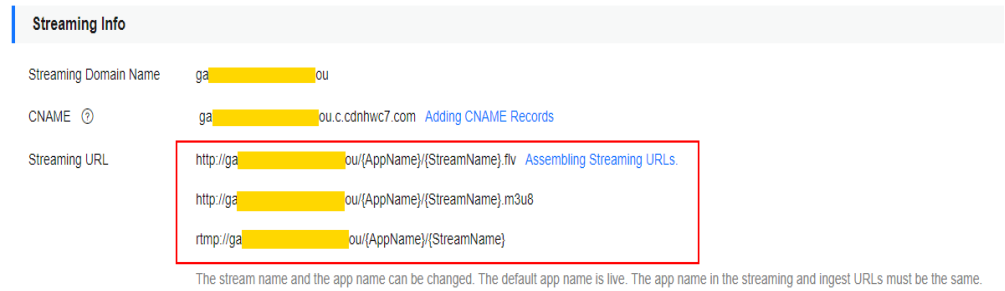 Streaming Info
Streaming Domain Name ga ou
CNAME ? ga ou.c.cdnhwc7.com Adding CNAME Records
Streaming URL http://ga ou/{AppName}/{StreamName}.flv Assembling Streaming URLs.
http://ga ou/{AppName}/{StreamName}.m3u8
rtmp://ga ou/{AppName}/{StreamName}
The stream name and the app name can be changed. The default app name is live. The app name in the streaming and ingest URLs must be the same.